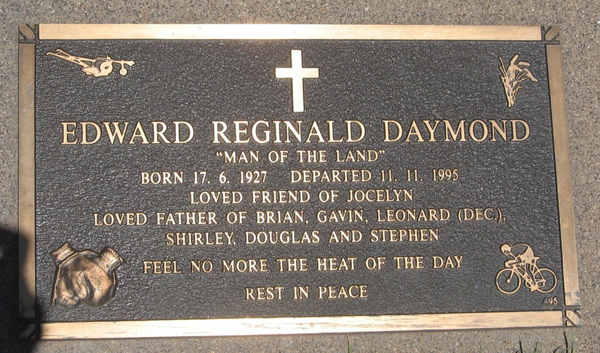 EDWARD REGINALD DAYMOND
"MAN OF THE LAND"
BORN 17. 6. 1927 DEPARTED 11. 11. 1995
LOVED FRIEND OF JOCELYN
LOVED FATHER OF BRIAN, GAVIN, LEONARD (DEC.),
SHIRLEY, DOUGLAS AND STEPHEN
FEEL NO MORE THE HEAT OF THE DAY
REST IN PEACE